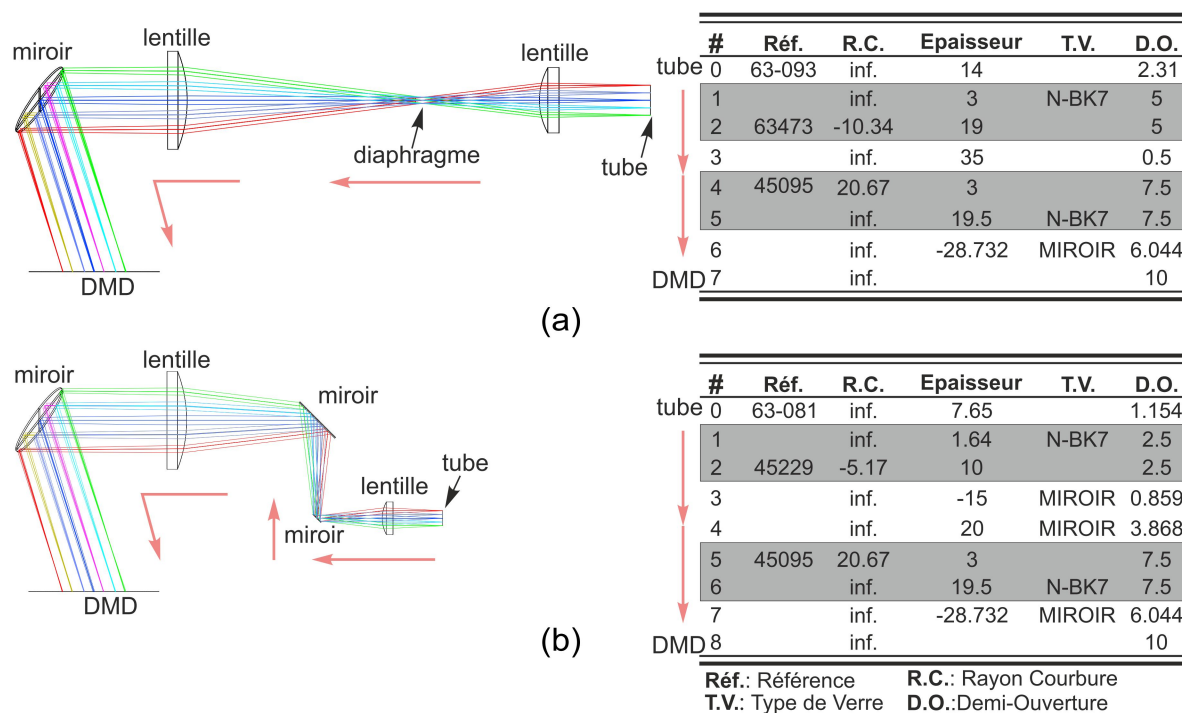 miroir
lentille
lentille
tube
diaphragme
tube
DMD
# Réf. R.C. Epaisseur T.V. D.O.
0 63-093 inf. 14 2.31
1 inf. 3 N-BK7 5
2 63473 -10.34 19 5
3 inf. 35 0.5
4 45095 20.67 3 7.5
5 inf. 19.5 N-BK7 7.5
6 inf. -28.732 MIROIR 6.044
DMD 7 inf. 10
(a)
miroir
lentille
miroir
tube
lentille
miroir
DMD
# Réf. R.C. Epaisseur T.V. D.O.
tube
0 63-081 inf. 7.65 1.154
1 inf. 1.64 N-BK7 2.5
2 45229 -5.17 10 2.5
3 inf. -15 MIROIR 0.859
4 inf. 20 MIROIR 3.868
5 45095 20.67 3 7.5
6 inf. 19.5 N-BK7 7.5
7 inf. -28.732 MIROIR 6.044
DMD 8 inf. 10
(b)
Réf.: Référence R.C.: Rayon Courbure
T.V.: Type de Verre D.O.:Demi-Ouverture